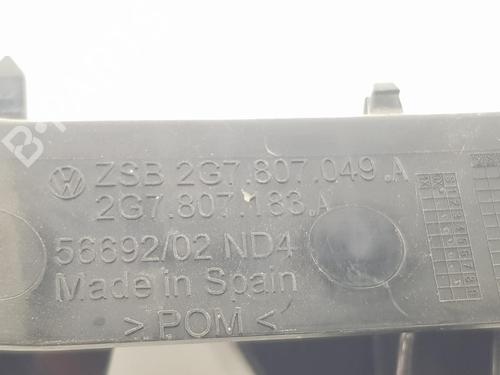 ZSB 2G7.807.049.A
2G7.807.183.A
56692/02 ND4
Made in Spain
> POM <